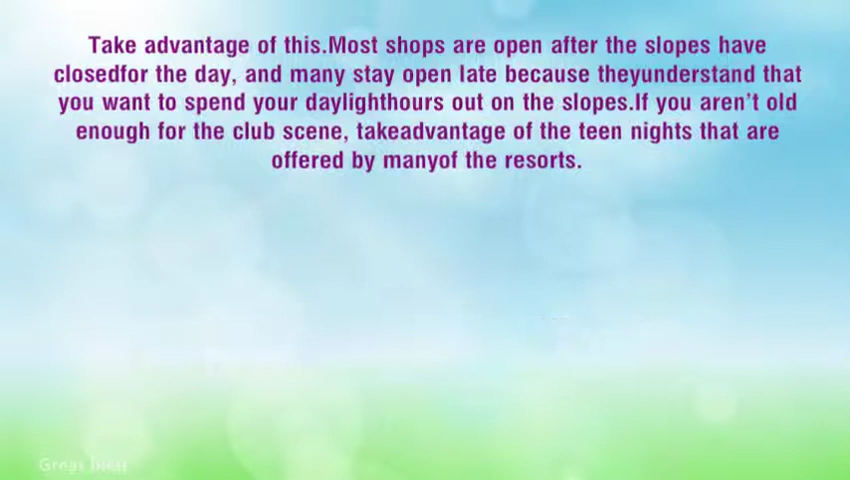 Take advantage of this.Most shops are open after the slopes have
closedfor the day, and many stay open late because theyunderstand that
you want to spend your daylighthours out on the slopes.If you aren't old
enough for the club scene, takeadvantage of the teen nights that are
offered by manyof the resorts.